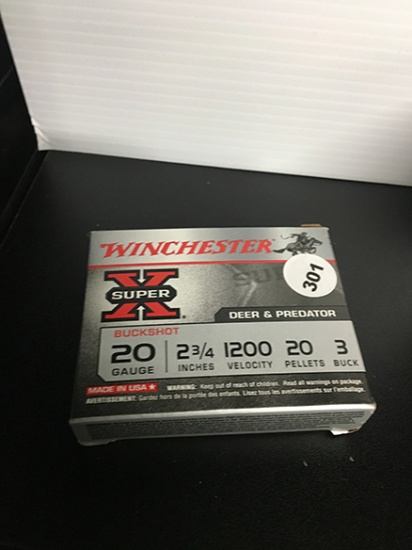 WINCHESTER
301
SUPER X
DEER & PREDATOR
BUCKSHOT
20 GAUGE
2 3/4 INCHES
1200 VELOCITY
20 PELLETS
3 BUCK
MADE IN USA
WARNING: Keep out of reach of children. Read all warnings on package.
AVERTISSEMENT: Gardez hors de la portée des enfants. Lisez tous les avertissements sur l'emballage.